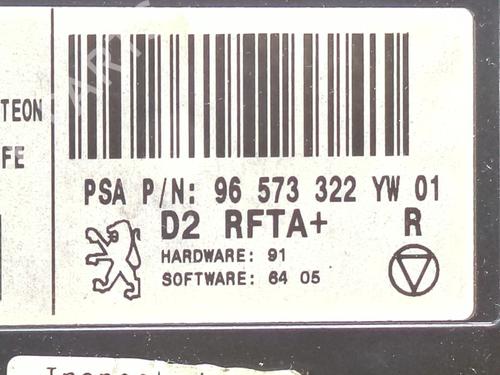 TEON
FE
PSA P/N: 96 573 322 YW 01
D2 RFTA+ R
HARDWARE: 91
SOFTWARE: 64 05